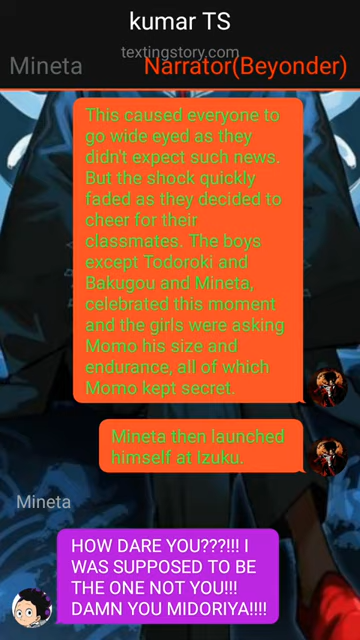 kumar TS
textingstory.com
Mineta Narrator(Beyonder)
This caused everyone to
go wide eyed as they
didn't expect such news.
But the shock quickly
faded as they decided to
cheer for their
classmates. The boys
except Todoroki and
Bakugou and Mineta,
celebrated this moment
and the girls were asking
Momo his size and
endurance, all of which
Momo kept secret.
Mineta then launched
himself at Izuku.
Mineta
HOW DARE YOU???!!! I
WAS SUPPOSED TO BE
THE ONE NOT YOU!!!
DAMN YOU MIDORIYA!!!!